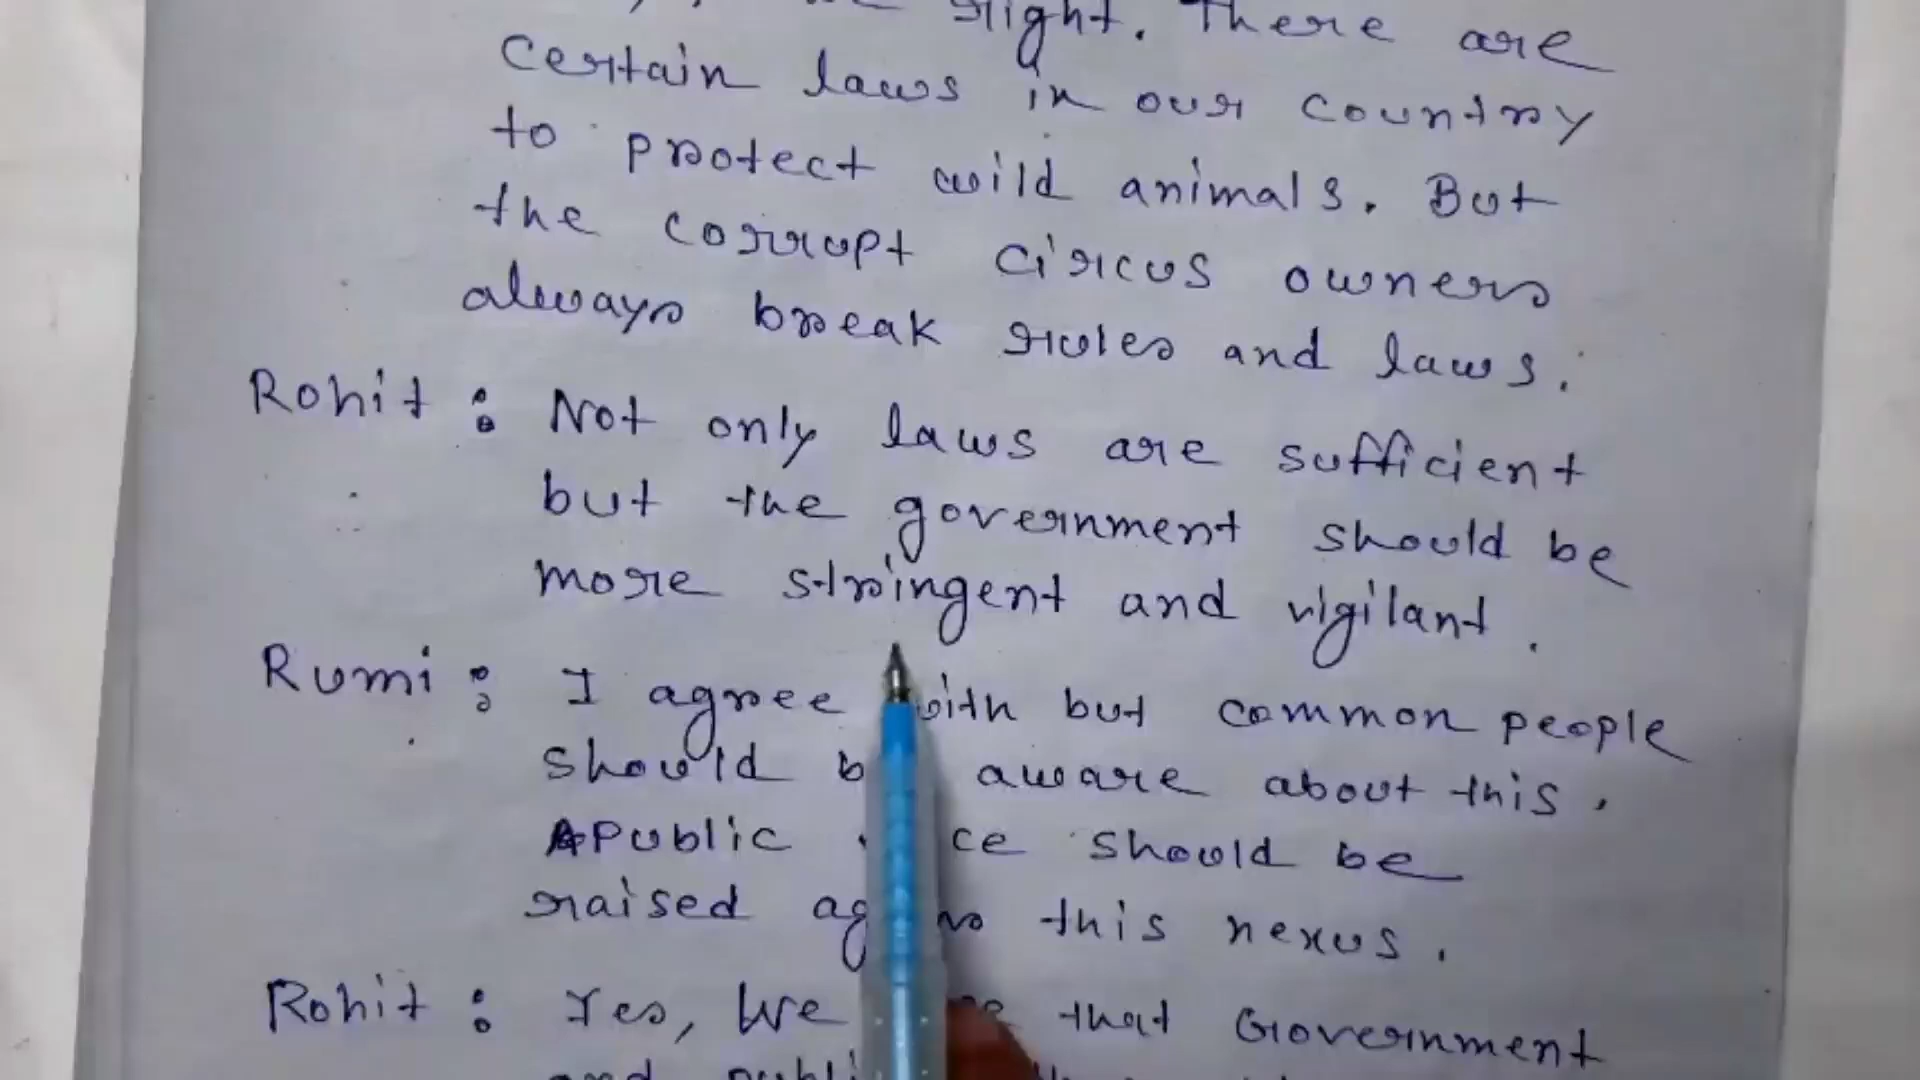 right. There are
certain laws in our country
to protect wild animals. But
the corrupt circus owners
always break rules and laws.
Rohit : Not only laws are sufficient
but the government should be
more stringent and vigilant.
Rumi : I agree with but common people
should aware about this.
Public should be
raised this nexus.
Rohit : Yes, We that Government
and